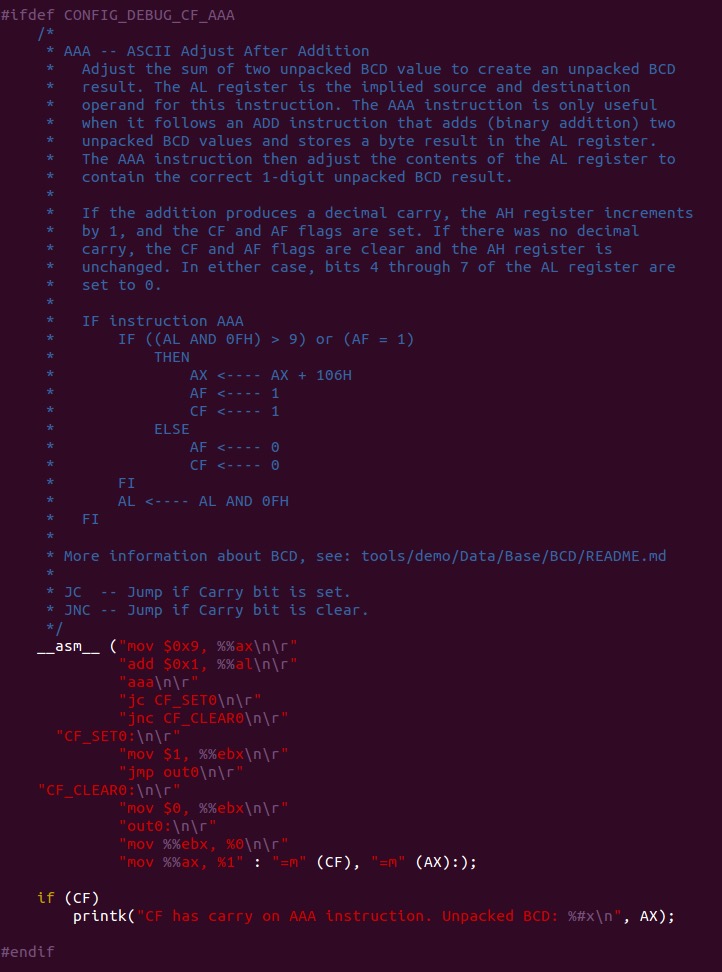 #ifdef CONFIG_DEBUG_CF_AAA
    /*
     * AAA -- ASCII Adjust After Addition
     *   Adjust the sum of two unpacked BCD value to create an unpacked BCD
     *   result. The AL register is the implied source and destination
     *   operand for this instruction. The AAA instruction is only useful
     *   when it follows an ADD instruction that adds (binary addition) two
     *   unpacked BCD values and stores a byte result in the AL register.
     *   The AAA instruction then adjust the contents of the AL register to
     *   contain the correct 1-digit unpacked BCD result.
     *
     *   If the addition produces a decimal carry, the AH register increments
     *   by 1, and the CF and AF flags are set. If there was no decimal
     *   carry, the CF and AF flags are clear and the AH register is
     *   unchanged. In either case, bits 4 through 7 of the AL register are
     *   set to 0.
     *
     *   IF instruction AAA
     *       IF ((AL AND 0FH) > 9) or (AF = 1)
     *           THEN
     *               AX <---- AX + 106H
     *               AF <---- 1
     *               CF <---- 1
     *           ELSE
     *               AF <---- 0
     *               CF <---- 0
     *       FI
     *       AL <---- AL AND 0FH
     *   FI
     *
     * More information about BCD, see: tools/demo/Data/Base/BCD/README.md
     *
     * JC  -- Jump if Carry bit is set.
     * JNC -- Jump if Carry bit is clear.
     */
    __asm__ ("mov $0x9, %%ax\n\r"
             "add $0x1, %%al\n\r"
             "aaa\n\r"
             "jc CF_SET0\n\r"
             "jnc CF_CLEAR0\n\r"
      "CF_SET0:\n\r"
             "mov $1, %%ebx\n\r"
             "jmp out0\n\r"
    "CF_CLEAR0:\n\r"
             "mov $0, %%ebx\n\r"
             "out0:\n\r"
             "mov %%ebx, %0\n\r"
             "mov %%ax, %1" : "=m" (CF), "=m" (AX):);

    if (CF)
        printk("CF has carry on AAA instruction. Unpacked BCD: %#x\n", AX);

#endif